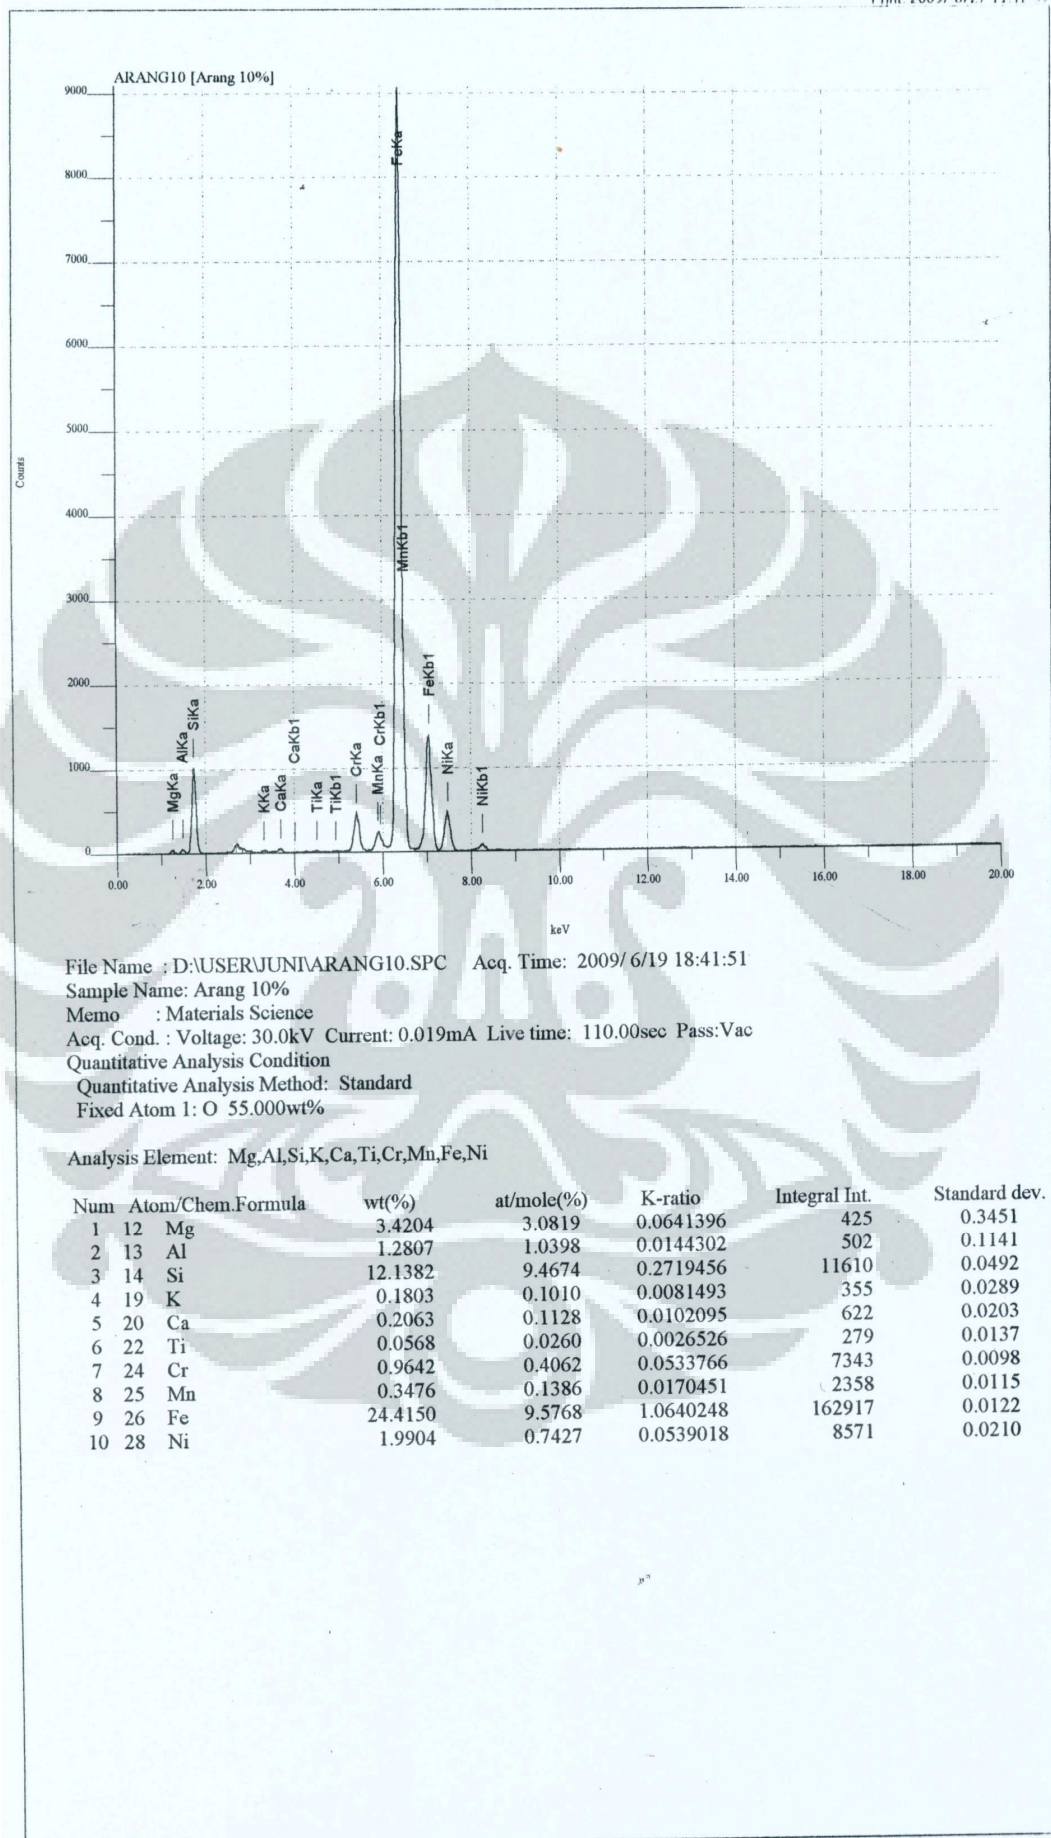 ARANG10 [Arang 10%]
9000
8000
7000
6000
5000
4000
3000
2000
1000
0
Counts
FeKa
MnKb1
FeKb1
MgKa
AlKa
SiKa
KKa
CaKa
CaKb1
TiKa
TiKb1
CrKa
MnKa
CrKb1
NiKa
NiKb1
0.00 2.00 4.00 6.00 8.00 10.00 12.00 14.00 16.00 18.00 20.00
keV
File Name : D:\USER\JUNI\ARANG10.SPC Acq. Time: 2009/ 6/19 18:41:51
Sample Name: Arang 10%
Memo : Materials Science
Acq. Cond. : Voltage: 30.0kV Current: 0.019mA Live time: 110.00sec Pass:Vac
Quantitative Analysis Condition
Quantitative Analysis Method: Standard
Fixed Atom 1: O 55.000wt%
Analysis Element: Mg,Al,Si,K,Ca,Ti,Cr,Mn,Fe,Ni
Num Atom/Chem.Formula wt(%) at/mole(%) K-ratio Integral Int. Standard dev.
1 12 Mg 3.4204 3.0819 0.0641396 425 0.3451
2 13 Al 1.2807 1.0398 0.0144302 502 0.1141
3 14 Si 12.1382 9.4674 0.2719456 11610 0.0492
4 19 K 0.1803 0.1010 0.0081493 355 0.0289
5 20 Ca 0.2063 0.1128 0.0102095 622 0.0203
6 22 Ti 0.0568 0.0260 0.0026526 279 0.0137
7 24 Cr 0.9642 0.4062 0.0533766 7343 0.0098
8 25 Mn 0.3476 0.1386 0.0170451 2358 0.0115
9 26 Fe 24.4150 9.5768 1.0640248 162917 0.0122
10 28 Ni 1.9904 0.7427 0.0539018 8571 0.0210